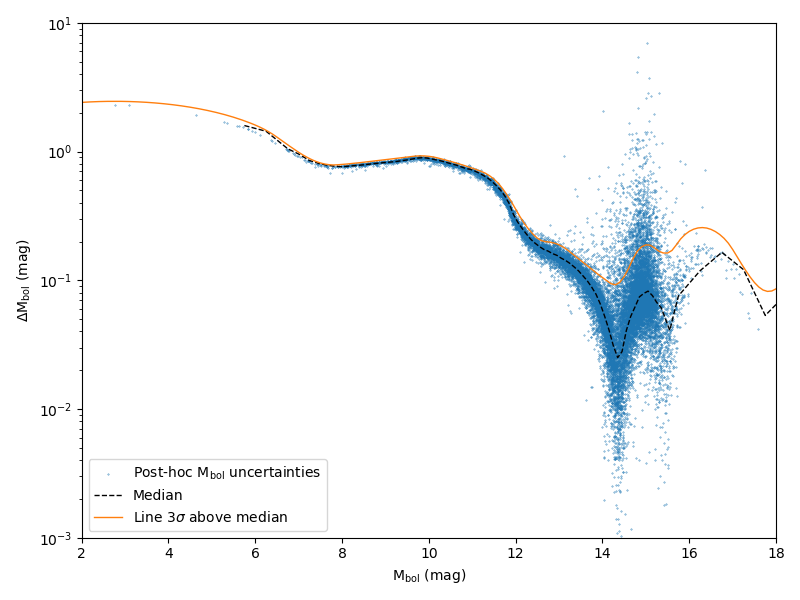 10¹
10⁰
10⁻¹
10⁻²
10⁻³
ΔM_bol (mag)
Post-hoc M_bol uncertainties
Median
Line 3σ above median
2 4 6 8 10 12 14 16 18
M_bol (mag)